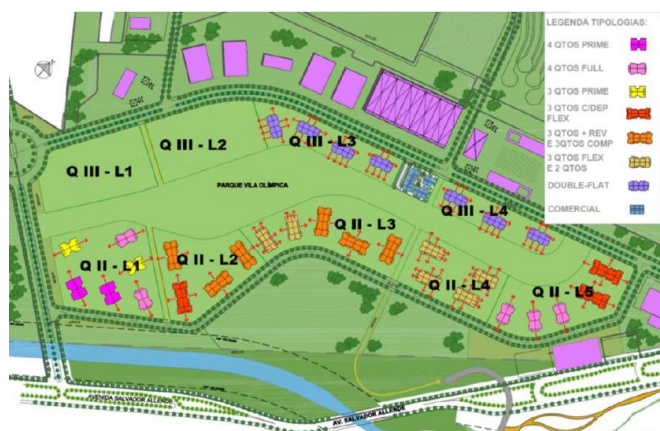 LEGENDA TIPOLOGIAS:
4 QTOS PRIME
4 QTOS FULL
3 QTOS PRIME
3 QTOS C/DEP
FLEX
3 QTOS + REV
E 3QTOS COMP
3 QTOS FLEX
E 2 QTOS
DOUBLE-FLAT
COMERCIAL
Q III - L1
Q III - L2
Q III - L3
PARQUE VILA OLÍMPICA
Q III - L4
Q II - L1
Q II - L2
Q II - L3
Q II - L4
Q II - L5
AVENIDA SALVADOR ALLENDE
AV. SALVADOR ALLENDE